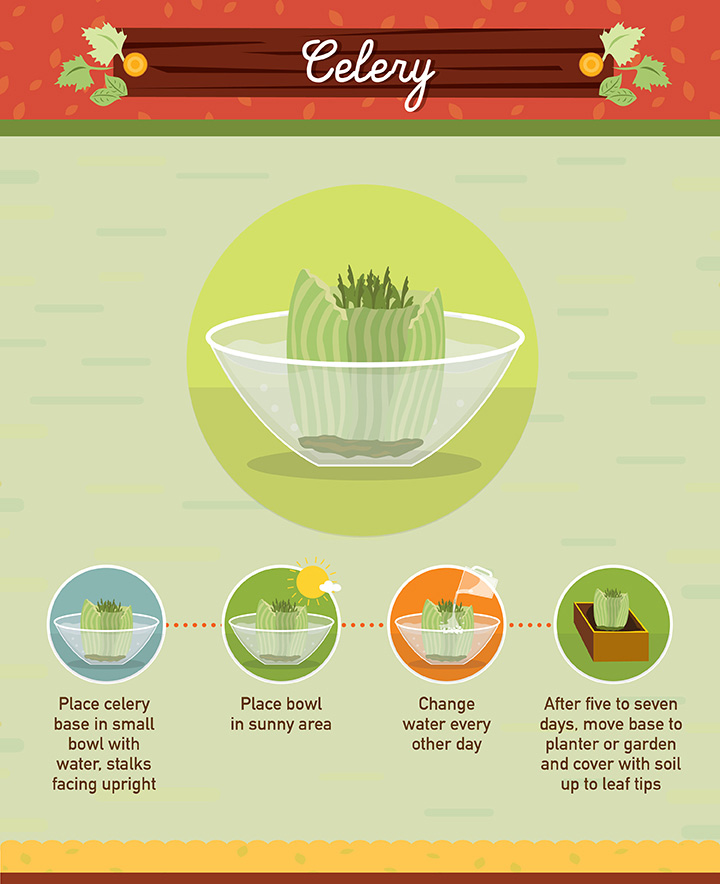 Celery
Place celery
base in small
bowl with
water, stalks
facing upright
Place bowl
in sunny area
Change
water every
other day
After five to seven
days, move base to
planter or garden
and cover with soil
up to leaf tips